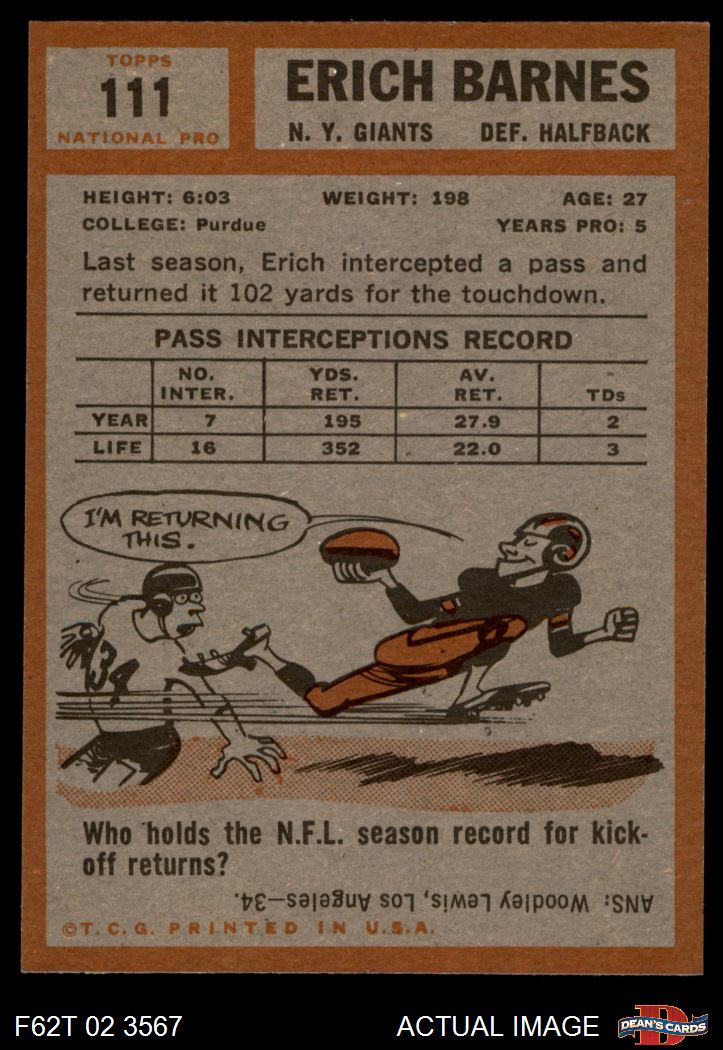 TOPPS
111
NATIONAL PRO
ERICH BARNES
N. Y. GIANTS DEF. HALFBACK
HEIGHT: 6:03 WEIGHT: 198 AGE: 27
COLLEGE: Purdue YEARS PRO: 5
Last season, Erich intercepted a pass and
returned it 102 yards for the touchdown.
PASS INTERCEPTIONS RECORD
NO. INTER. YDS. RET. AV. RET. TDs
YEAR 7 195 27.9 2
LIFE 16 352 22.0 3
I'M RETURNING
THIS.
34
Who holds the N.F.L. season record for kick-
off returns?
ANS: Woodley Lewis, Los Angeles—34.
©T.C.G. PRINTED IN U.S.A.
F62T 02 3567 ACTUAL IMAGE
D
DEAN'S CARDS